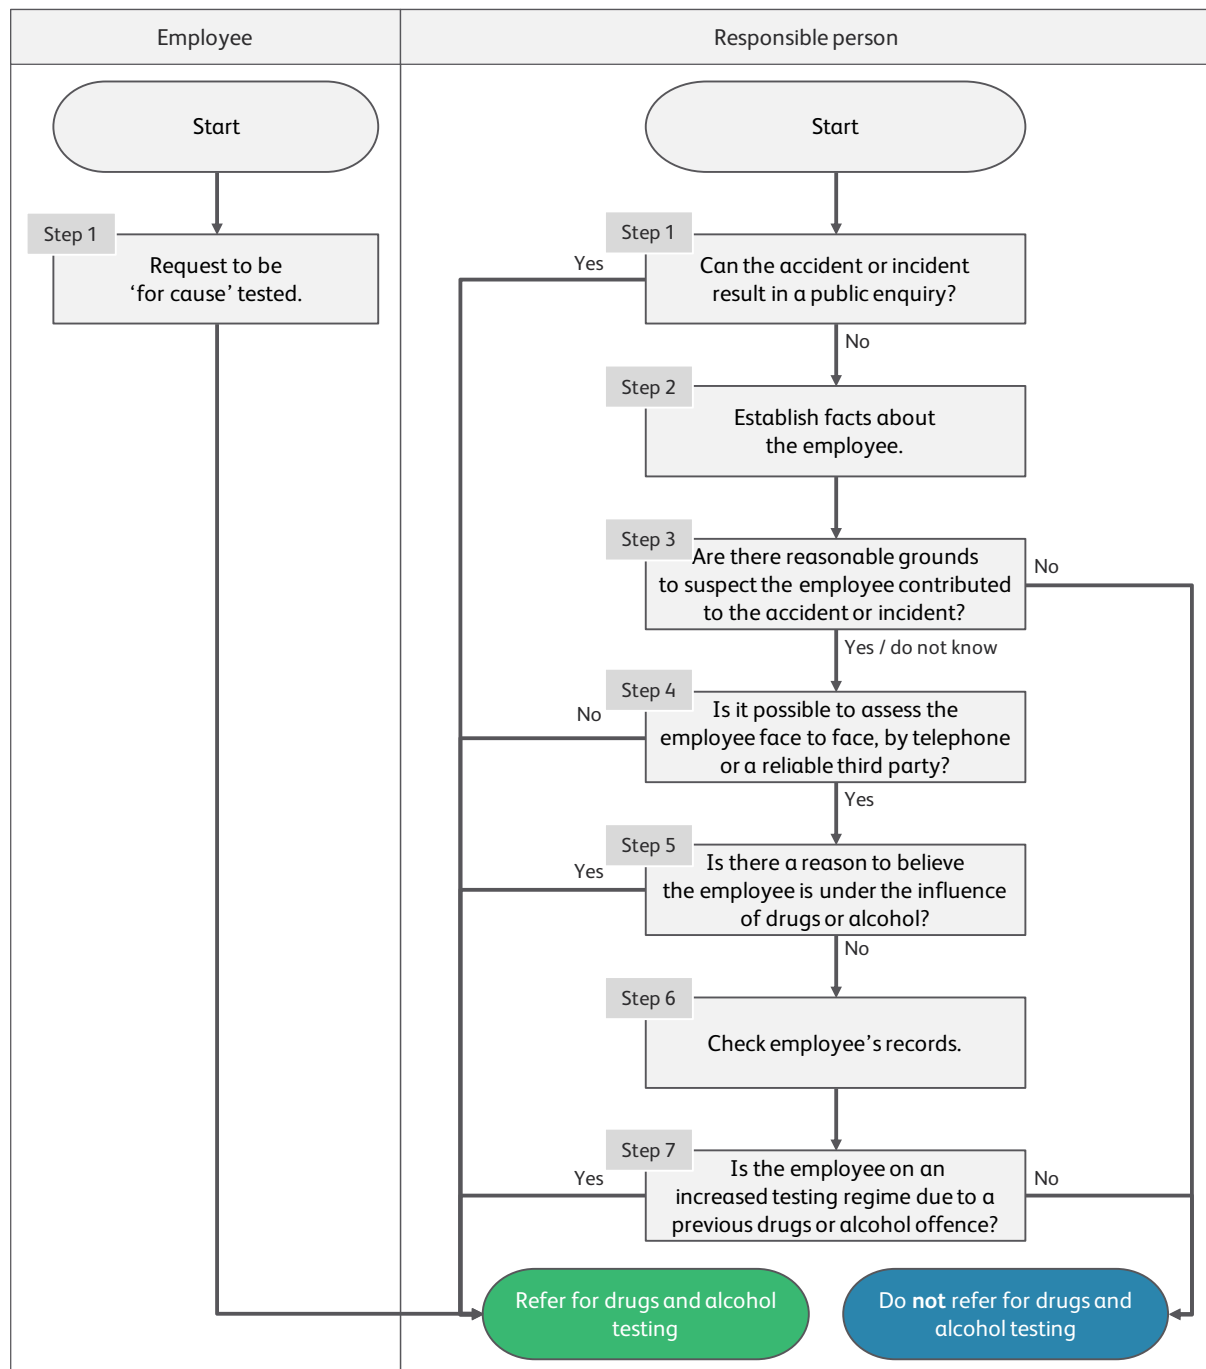 Employee
Responsible person
Start
Step 1
Request to be
‘for cause’ tested.
Start
Step 1
Can the accident or incident
result in a public enquiry?
Yes
No
Step 2
Establish facts about
the employee.
Step 3
Are there reasonable grounds
to suspect the employee contributed
to the accident or incident?
No
Yes / do not know
Step 4
Is it possible to assess the
employee face to face, by telephone
or a reliable third party?
No
Yes
Step 5
Is there a reason to believe
the employee is under the influence
of drugs or alcohol?
Yes
No
Step 6
Check employee’s records.
Step 7
Is the employee on an
increased testing regime due to a
previous drugs or alcohol offence?
Yes
No
Refer for drugs and alcohol
testing
Do not refer for drugs and
alcohol testing